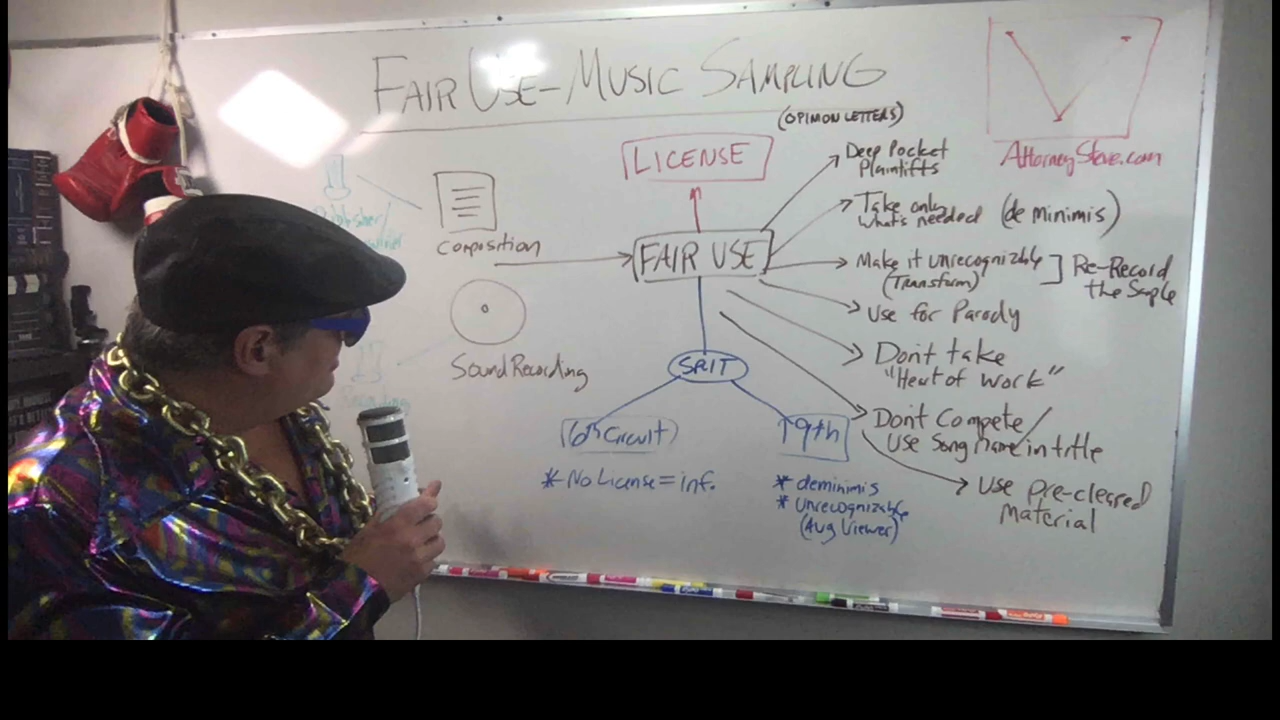 FAIR USE - MUSIC SAMPLING
(OPINION LETTERS)
AttorneySteve.com
LICENSE
Deep Pocket
Plaintiffs
Take only
what's needed (de minimis)
Composition
FAIR USE
Make it unrecognizable
(Transform)
Re-Record
the Sample
Use for Parody
Sound Recording
SPLIT
Don't take
"Heart of Work"
6th Circuit
9th
Don't Compete/
Use Song name in title
* No License = inf.
* deminimis
* unrecognizable
(Avg Viewer)
Use pre-cleared
Material